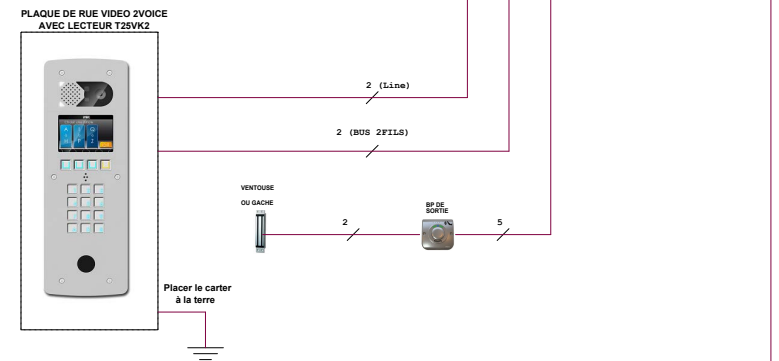 PLAQUE DE RUE VIDEO 2VOICE
AVEC LECTEUR T25VK2
2 (Line)
2 (BUS 2FILS)
VENTOUSE
OU GACHE
2
BP DE
SORTIE
5
Placer le carter
à la terre